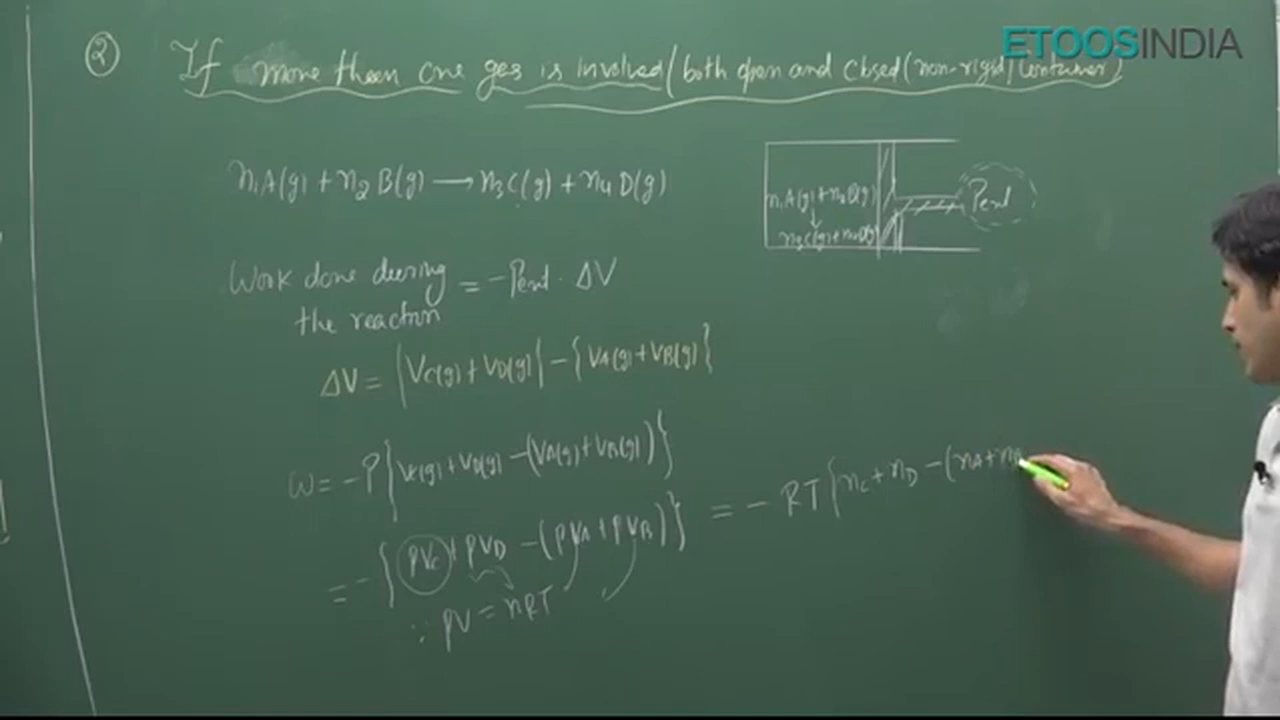 ETOOSINDIA
② If more than one gas is involved/both open and closed(non-rigid container)
n₁A(g) + n₂B(g) → n₃C(g) + n₄D(g)
n₁A(g)+n₂B(g)
↓
n₃C(g)+n₄D(g)
Pext
Work done during the reaction = -Pext · ΔV
ΔV = {VC(g) + VD(g)} - {VA(g) + VB(g)}
W = -P{VC(g) + VD(g) - (VA(g) + VB(g))}
= -{PVC + PVD - (PVA + PVB)} = -RT{nC + nD - (nA + nB
∵ PV = nRT